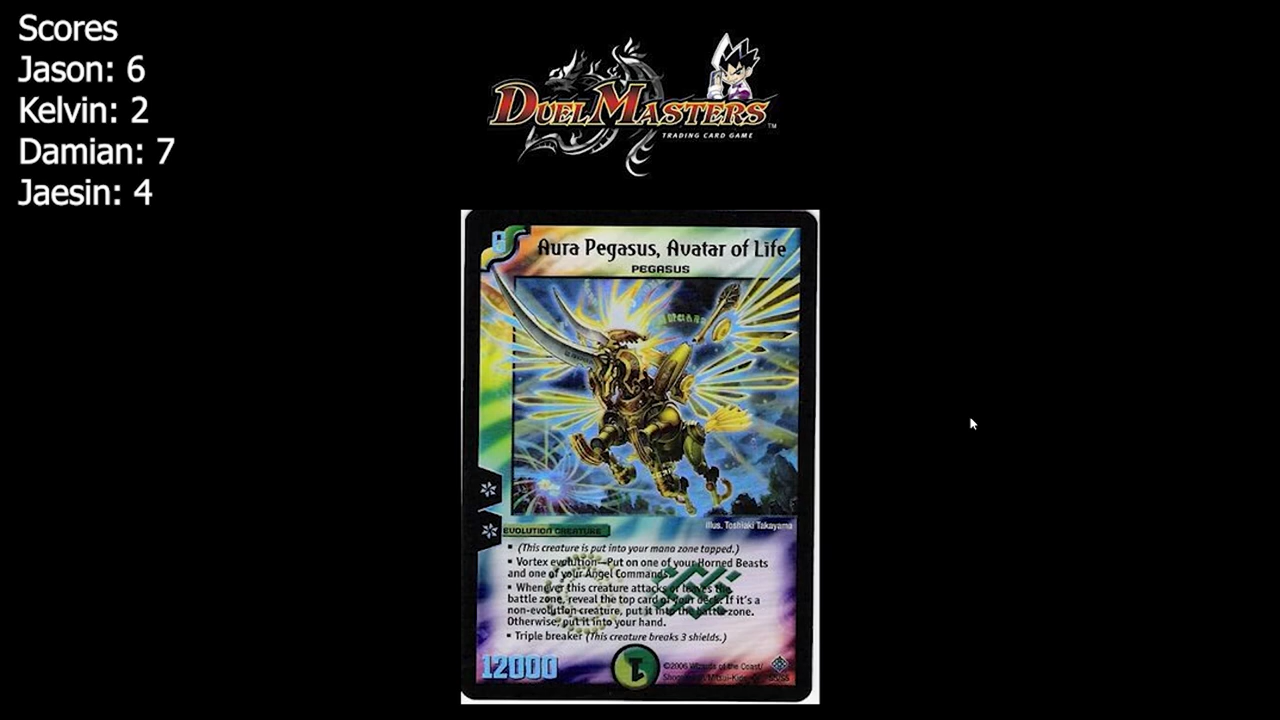 Scores
Jason: 6
Kelvin: 2
Damian: 7
Jaesin: 4
DUEL MASTERS
TM
TRADING CARD GAME
6
Aura Pegasus, Avatar of Life
PEGASUS
Illus. Toshiaki Takayama
EVOLUTION CREATURE
(This creature is put into your mana zone tapped.)
Vortex evolution—Put on one of your Horned Beasts
and one of your Angel Commands.
Whenever this creature attacks or leaves the
battle zone, reveal the top card of your deck. If it's a
non-evolution creature, put it into the battle zone.
Otherwise, put it into your hand.
Triple breaker (This creature breaks 3 shields.)
12000
©2006 Wizards of the Coast/